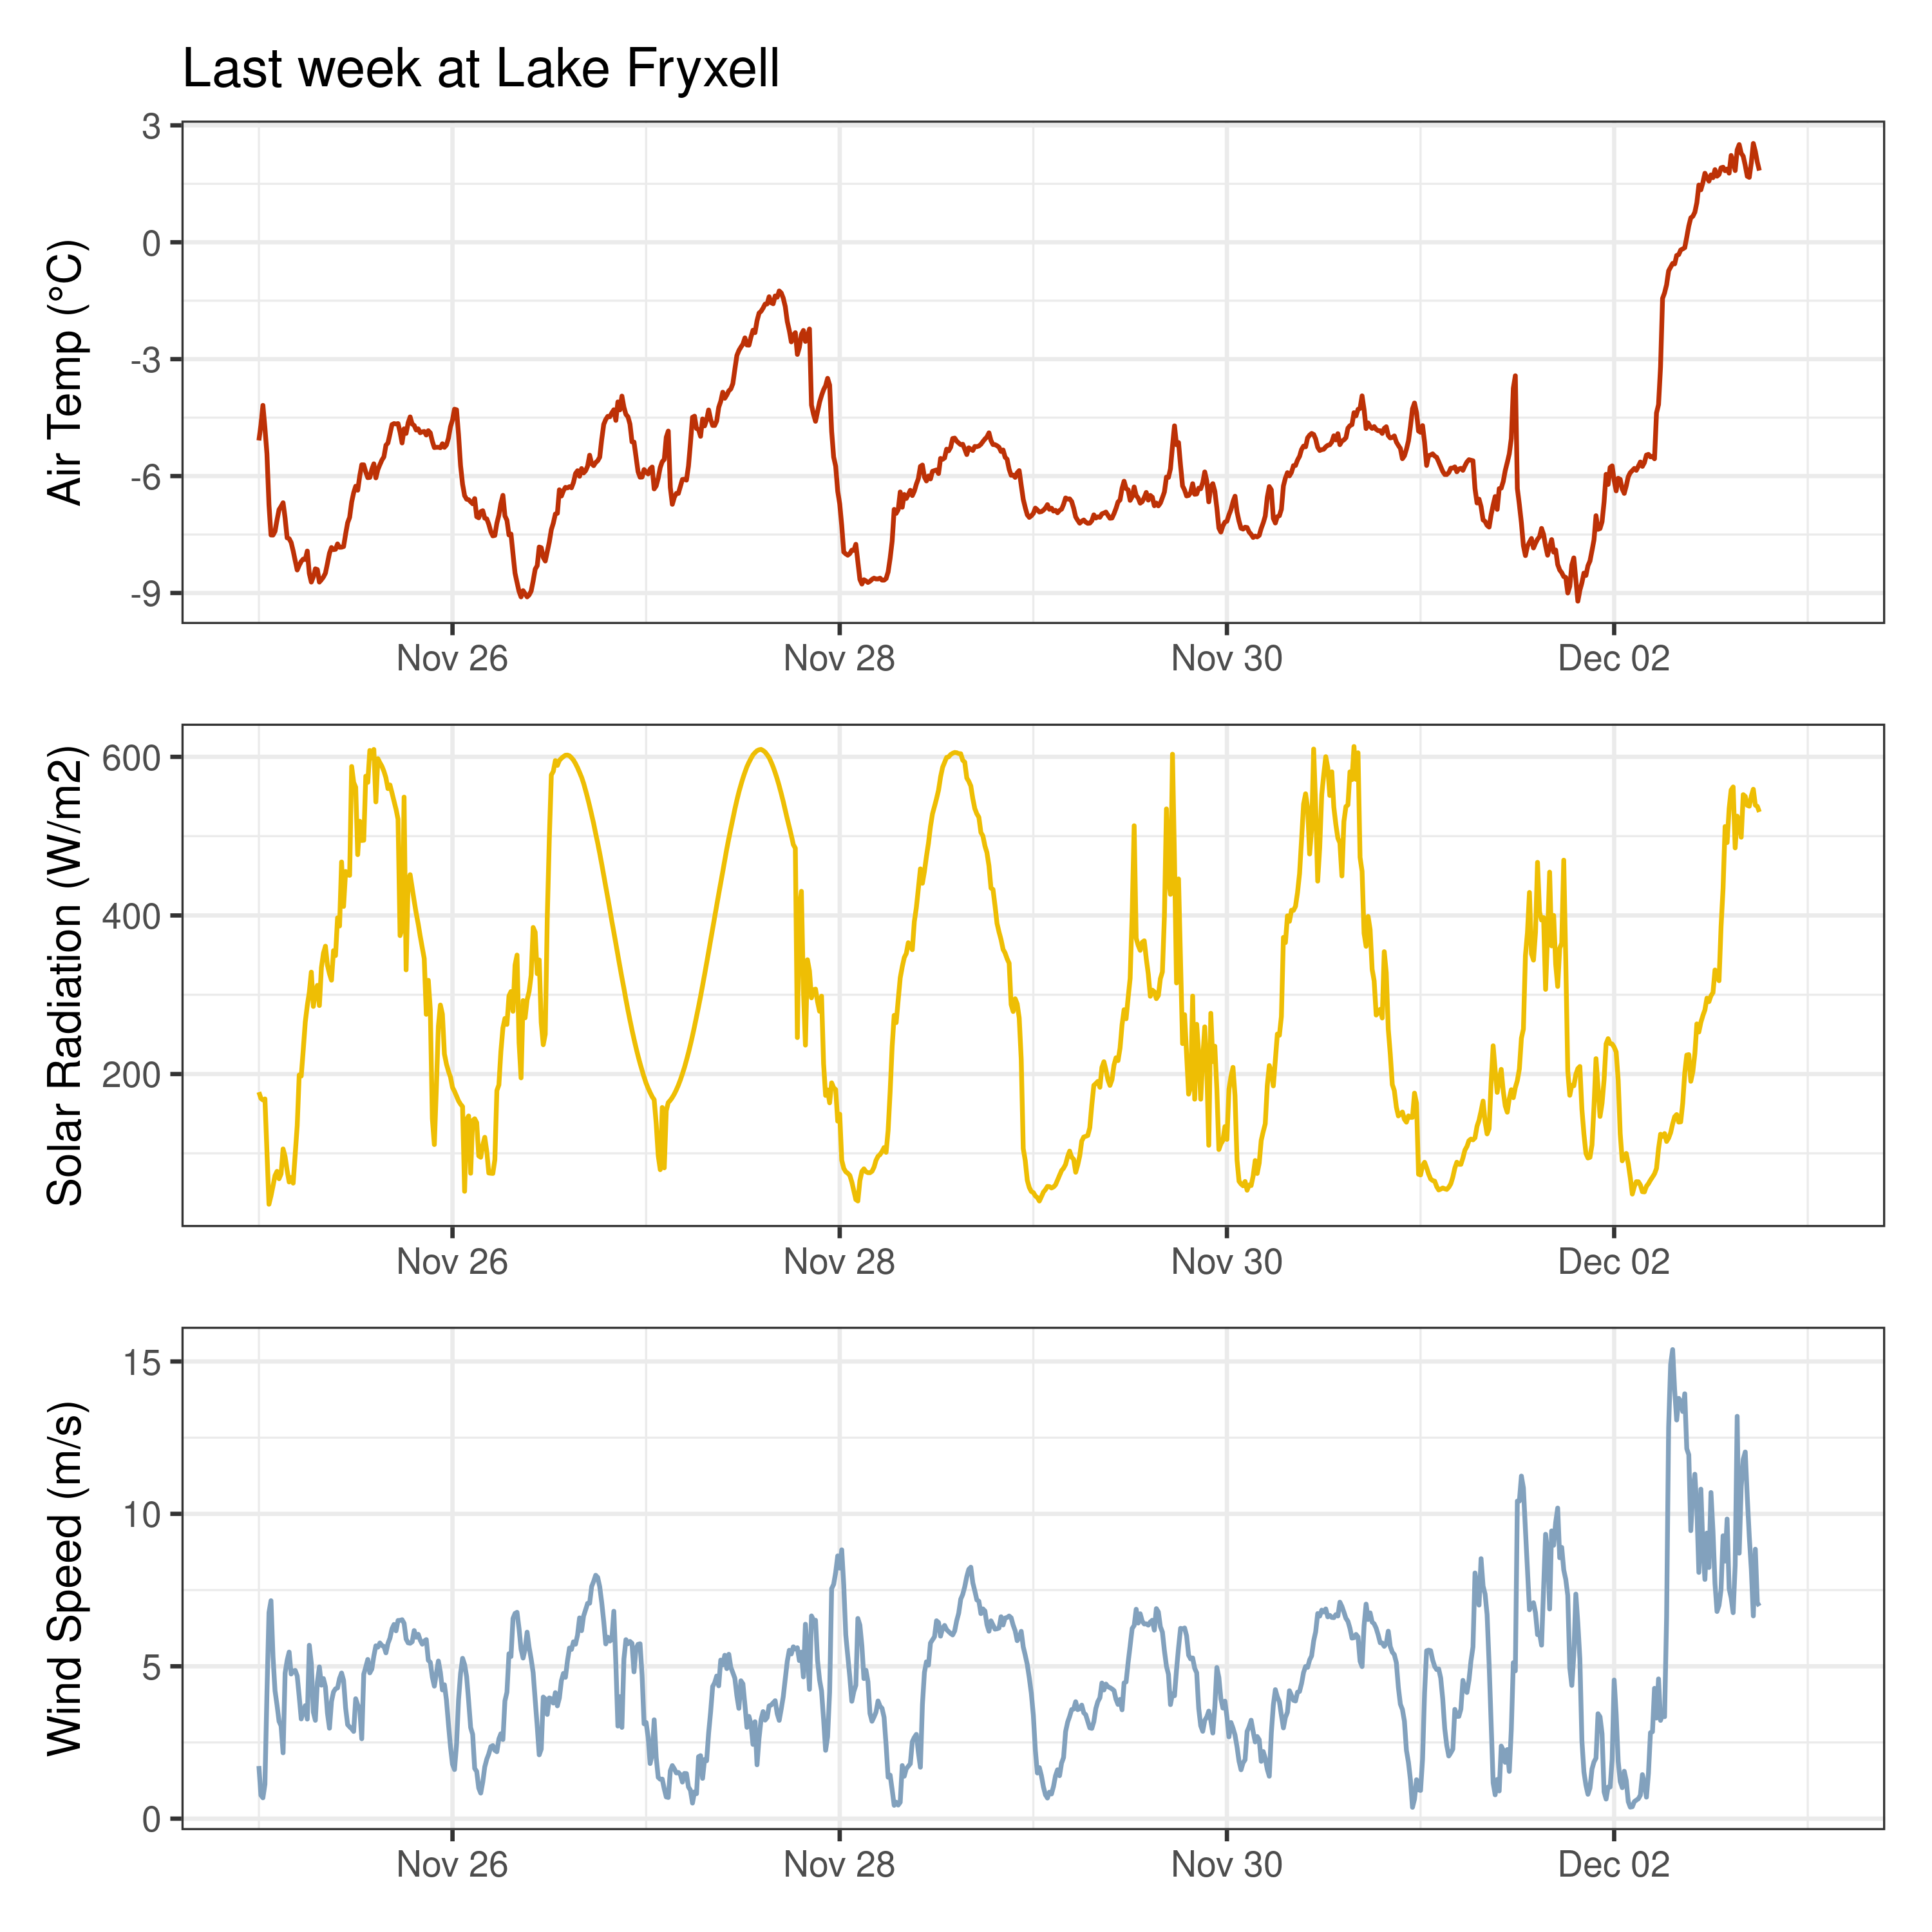 Last week at Lake Fryxell
Air Temp (°C)
3
0
-3
-6
-9
Nov 26 Nov 28 Nov 30 Dec 02
Solar Radiation (W/m2)
600
400
200
Nov 26 Nov 28 Nov 30 Dec 02
Wind Speed (m/s)
15
10
5
0
Nov 26 Nov 28 Nov 30 Dec 02